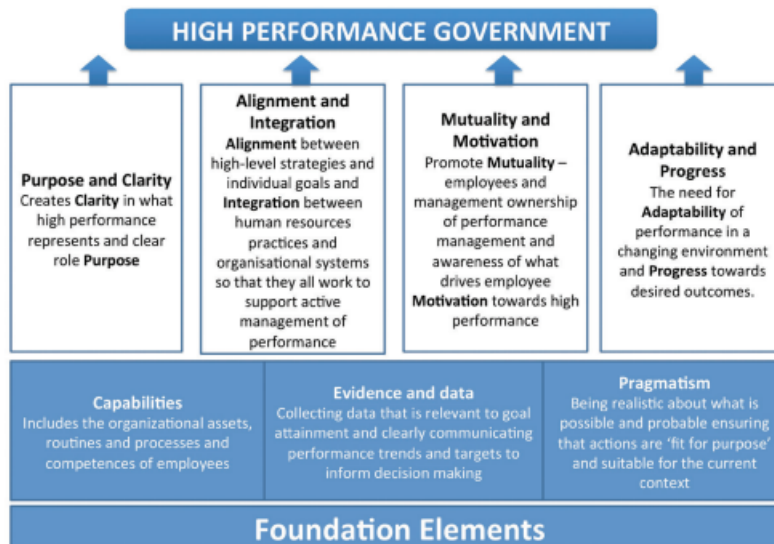 HIGH PERFORMANCE GOVERNMENT
Purpose and Clarity
Creates Clarity in what
high performance
represents and clear
role Purpose
Alignment and
Integration
Alignment between
high-level strategies and
individual goals and
Integration between
human resources
practices and
organisational systems
so that they all work to
support active
management of
performance
Mutuality and
Motivation
Promote Mutuality –
employees and
management ownership
of performance
management and
awareness of what
drives employee
Motivation towards high
performance
Adaptability and
Progress
The need for
Adaptability of
performance in a
changing environment
and Progress towards
desired outcomes.
Capabilities
Includes the organizational assets,
routines and processes and
competences of employees
Evidence and data
Collecting data that is relevant to goal
attainment and clearly communicating
performance trends and targets to
inform decision making
Pragmatism
Being realistic about what is
possible and probable ensuring
that actions are ‘fit for purpose’
and suitable for the current
context
Foundation Elements